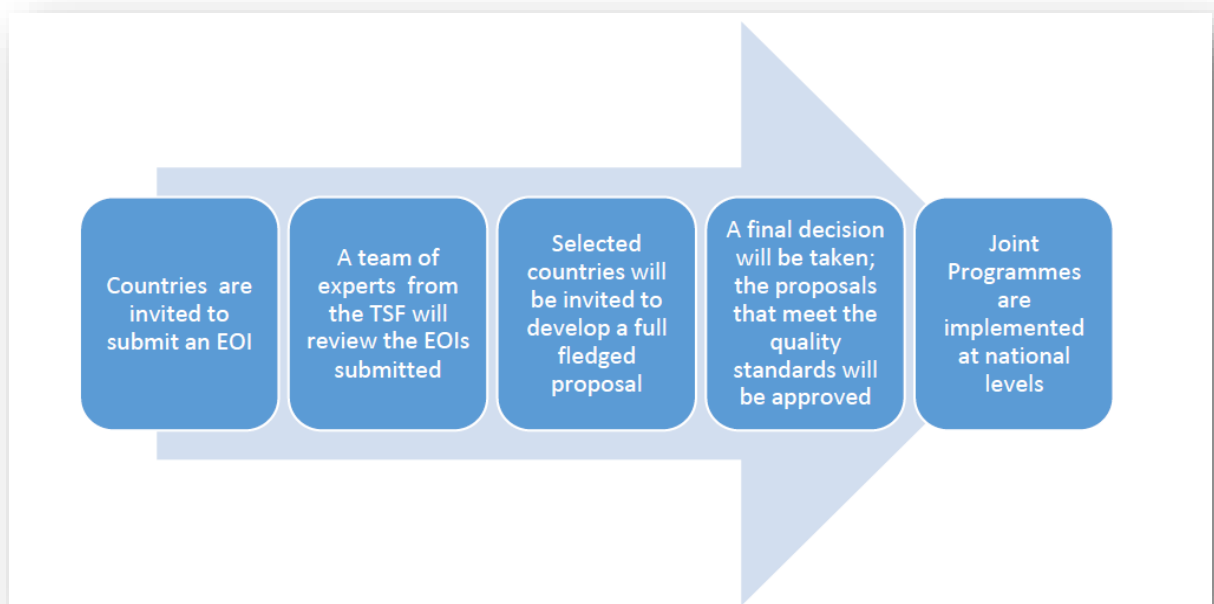 Countries are
invited to
submit an EOI
A team of
experts from
the TSF will
review the EOIs
submitted
Selected
countries will
be invited to
develop a full
fledged
proposal
A final decision
will be taken;
the proposals
that meet the
quality
standards will
be approved
Joint
Programmes
are
implemented
at national
levels